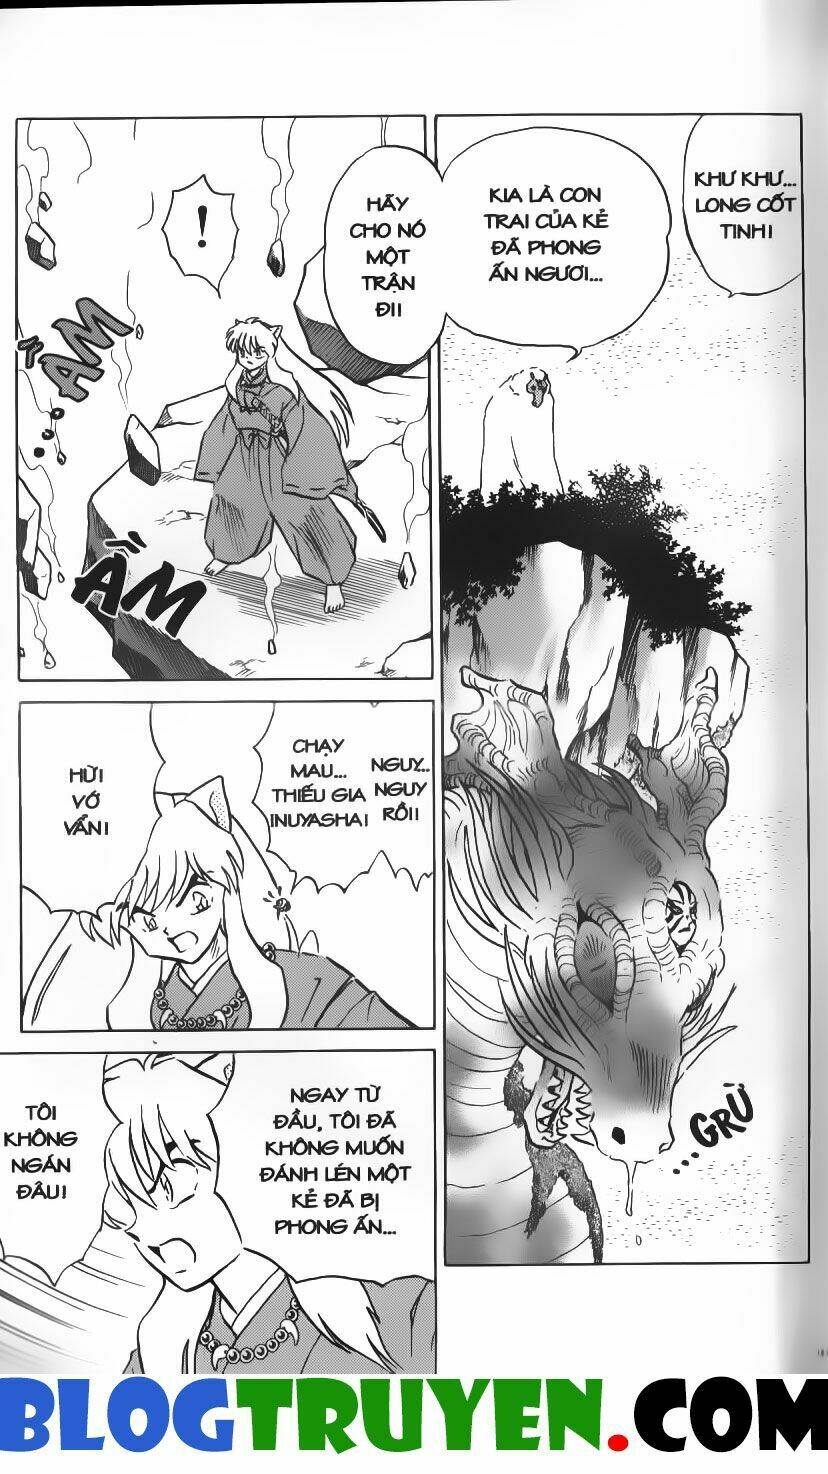 KHƯ KHƯ...
LONG CỐT
TINH!
KIA LÀ CON
TRAI CỦA KẺ
ĐÃ PHONG
ẤN NGƯƠI...
HÃY
CHO NÓ
MỘT
TRẬN
ĐI!
!
ẦM
ẦM
...GRỪ
NGUY...
NGUY
RỒI!
CHẠY
MAU...
THIẾU GIA
INUYASHA!
HỪ!
VỚ
VẨN!
NGAY TỪ
ĐẦU, TÔI ĐÃ
KHÔNG MUỐN
ĐÁNH LÉN MỘT
KẺ ĐÃ BỊ
PHONG ẤN...
TÔI
KHÔNG
NGÁN
ĐÂU!
BLOGTRUYEN.COM